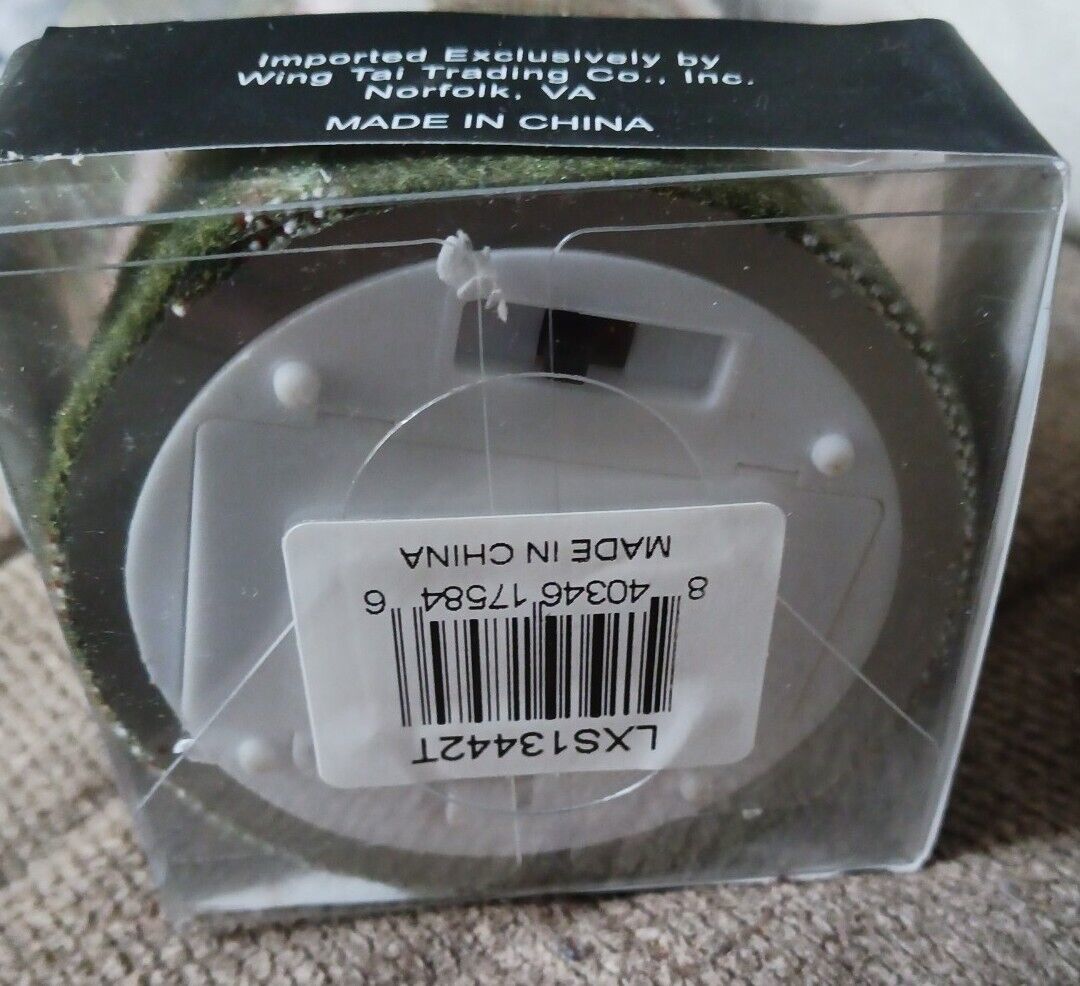 Imported Exclusively by
Wing Tai Trading Co., Inc.
Norfolk, VA
MADE IN CHINA
LXS13442T
8 40346 17584 6
MADE IN CHINA